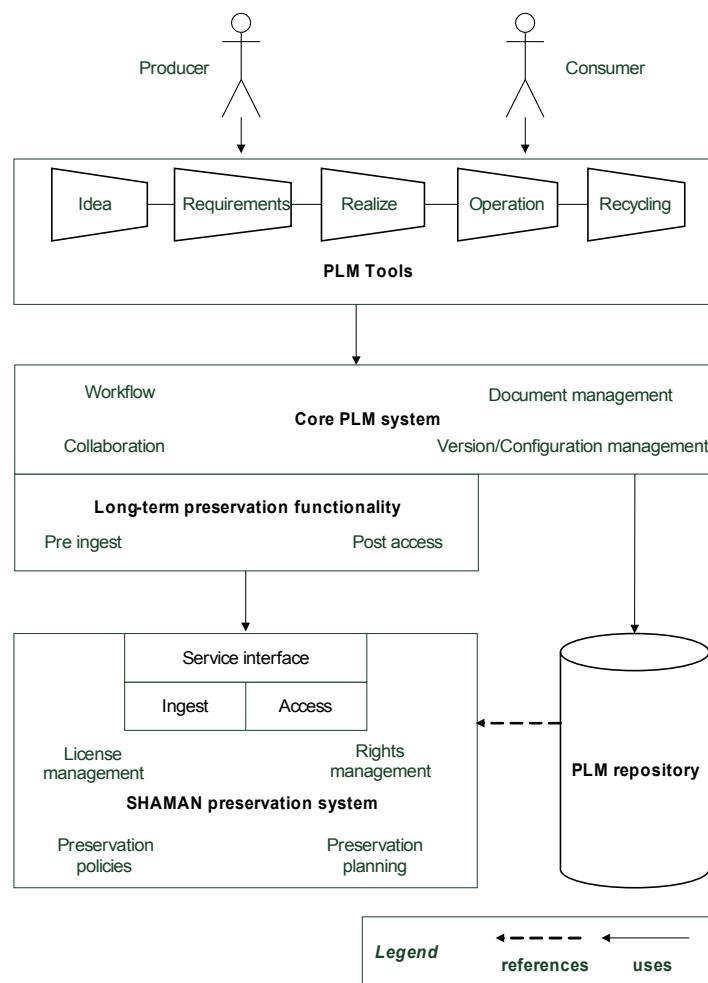 Producer
Consumer
Idea
Requirements
Realize
Operation
Recycling
PLM Tools
Workflow
Document management
Core PLM system
Collaboration
Version/Configuration management
Long-term preservation functionality
Pre ingest
Post access
Service interface
Ingest
Access
License
management
Rights
management
SHAMAN preservation system
Preservation
policies
Preservation
planning
PLM repository
Legend
references
uses